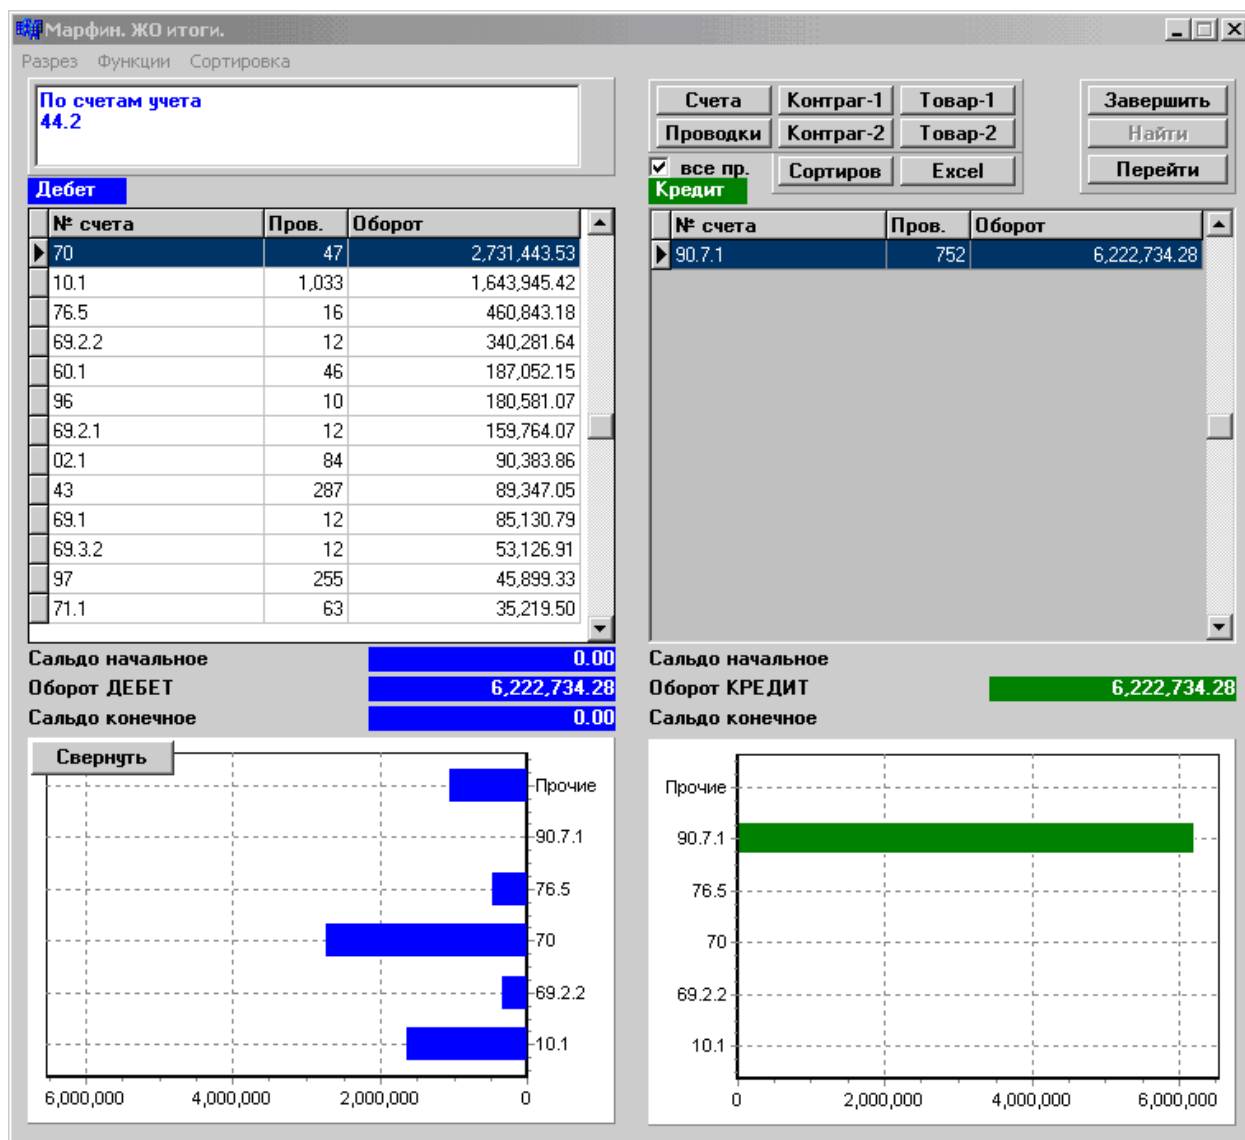 Марфин. ЖО итоги.
Разрез Функции Сортировка
По счетам учета
44.2
Счета Контраг-1 Товар-1 Завершить
Проводки Контраг-2 Товар-2 Найти
все пр. Сортиров Excel Перейти
Дебет
№ счета Пров. Оборот
70 47 2,731,443.53
10.1 1,033 1,643,945.42
76.5 16 460,843.18
69.2.2 12 340,281.64
60.1 46 187,052.15
96 10 180,581.07
69.2.1 12 159,764.07
02.1 84 90,383.86
43 287 89,347.05
69.1 12 85,130.79
69.3.2 12 53,126.91
97 255 45,899.33
71.1 63 35,219.50
Сальдо начальное 0.00
Оборот ДЕБЕТ 6,222,734.28
Сальдо конечное 0.00
Кредит
№ счета Пров. Оборот
90.7.1 752 6,222,734.28
Сальдо начальное
Оборот КРЕДИТ 6,222,734.28
Сальдо конечное
Свернуть
Прочие
90.7.1
76.5
70
69.2.2
10.1
6,000,000 4,000,000 2,000,000 0
Прочие
90.7.1
76.5
70
69.2.2
10.1
0 2,000,000 4,000,000 6,000,000